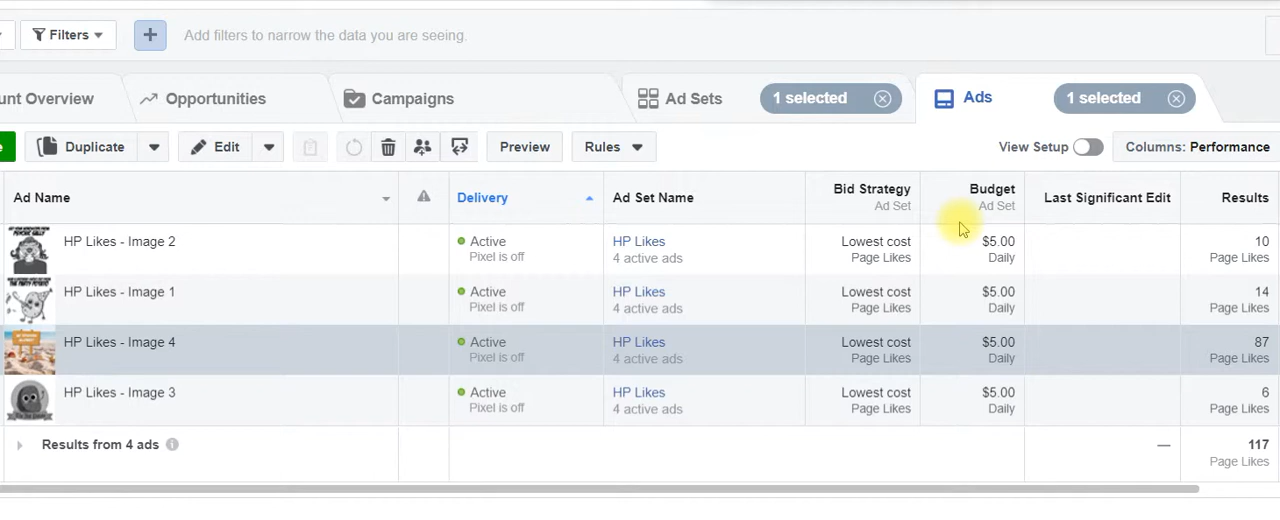 Filters
Add filters to narrow the data you are seeing.
unt Overview
Opportunities
Campaigns
Ad Sets
1 selected
Ads
1 selected
e
Duplicate
Edit
Preview
Rules
View Setup
Columns: Performance
Ad Name
Delivery
Ad Set Name
Bid Strategy
Ad Set
Budget
Ad Set
Last Significant Edit
Results
HP Likes - Image 2
Active
Pixel is off
HP Likes
4 active ads
Lowest cost
Page Likes
$5.00
Daily
10
Page Likes
HP Likes - Image 1
Active
Pixel is off
HP Likes
4 active ads
Lowest cost
Page Likes
$5.00
Daily
14
Page Likes
HP Likes - Image 4
Active
Pixel is off
HP Likes
4 active ads
Lowest cost
Page Likes
$5.00
Daily
87
Page Likes
HP Likes - Image 3
Active
Pixel is off
HP Likes
4 active ads
Lowest cost
Page Likes
$5.00
Daily
6
Page Likes
Results from 4 ads
—
117
Page Likes